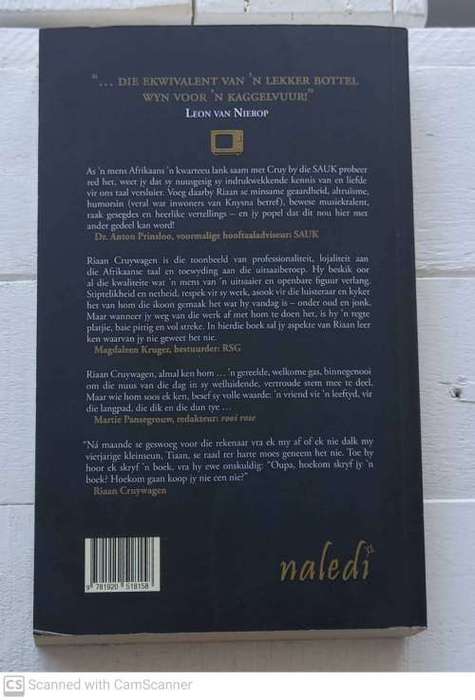 "... DIE EKWIVALENT VAN 'N LEKKER BOTTEL
WYN VOOR 'N KAGGELVUUR!"
LEON VAN NIEROP
As 'n mens Afrikaans 'n kwarteeu lank saam met Cruy by die SAUK probeer
red het, weet jy dat sy nuusgesig sy indrukwekkende kennis van en liefde
vir ons taal versluier. Voeg daarby Riaan se minsame geaardheid, altruïsme,
humorsin (veral wat inwoners van Knysna betref), bewese musiektalent,
raak gesegdes en heerlike vertellings – en jy popel dat dit nou hier met
ander gedeel kan word!
Dr. Anton Prinsloo, voormalige hooftaaladviseur: SAUK
Riaan Cruywagen is die toonbeeld van professionaliteit, lojaliteit aan
die Afrikaanse taal en toewyding aan die uitsaaiberoep. Hy beskik oor
al die kwaliteite wat 'n mens van 'n uitsaaier en openbare figuur verlang.
Stiptelikheid en netheid, respek vir sy werk, asook vir die luisteraar en kyker
het van hom die ikoon gemaak het wat hy vandag is – onder oud en jonk.
Maar wanneer jy weg van die werk af met hom te doen het, is hy 'n regte
platjie, baie pittig en vol streke. In hierdie boek sal jy aspekte van Riaan leer
ken waarvan jy nie geweet het nie.
Magdaleen Kruger, bestuurder: RSG
Riaan Cruywagen, almal ken hom ... 'n gereelde, welkome gas, binnegenooi
om die nuus van die dag in sy welluidende, vertroude stem mee te deel.
Maar wie hom soos ek ken, besef sy volle waarde: 'n vriend vir 'n leeftyd, vir
die langpad, die dik en die dun tye ...
Martie Pansegrouw, redakteur: rooi rose
"Ná maande se geswoeg voor die rekenaar vra ek my af of ek nie dalk my
vierjarige kleinseun, Tiaan, se raad ter harte moes geneem het nie. Toe hy
hoor ek skryf 'n boek, vra hy ewe onskuldig: "Oupa, hoekom skryf jy 'n
boek? Hoekom gaan koop jy nie een nie?"
Riaan Cruywagen
9 781920 518158
naledi
CS Scanned with CamScanner